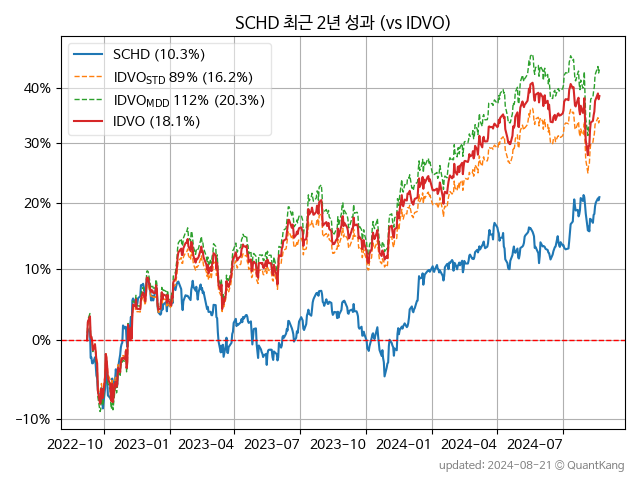 SCHD 최근 2년 성과 (vs IDVO)
SCHD (10.3%)
IDVOSTD 89% (16.2%)
IDVOMDD 112% (20.3%)
IDVO (18.1%)
40%
30%
20%
10%
0%
−10%
2022-10 2023-01 2023-04 2023-07 2023-10 2024-01 2024-04 2024-07
updated: 2024-08-21 © QuantKang